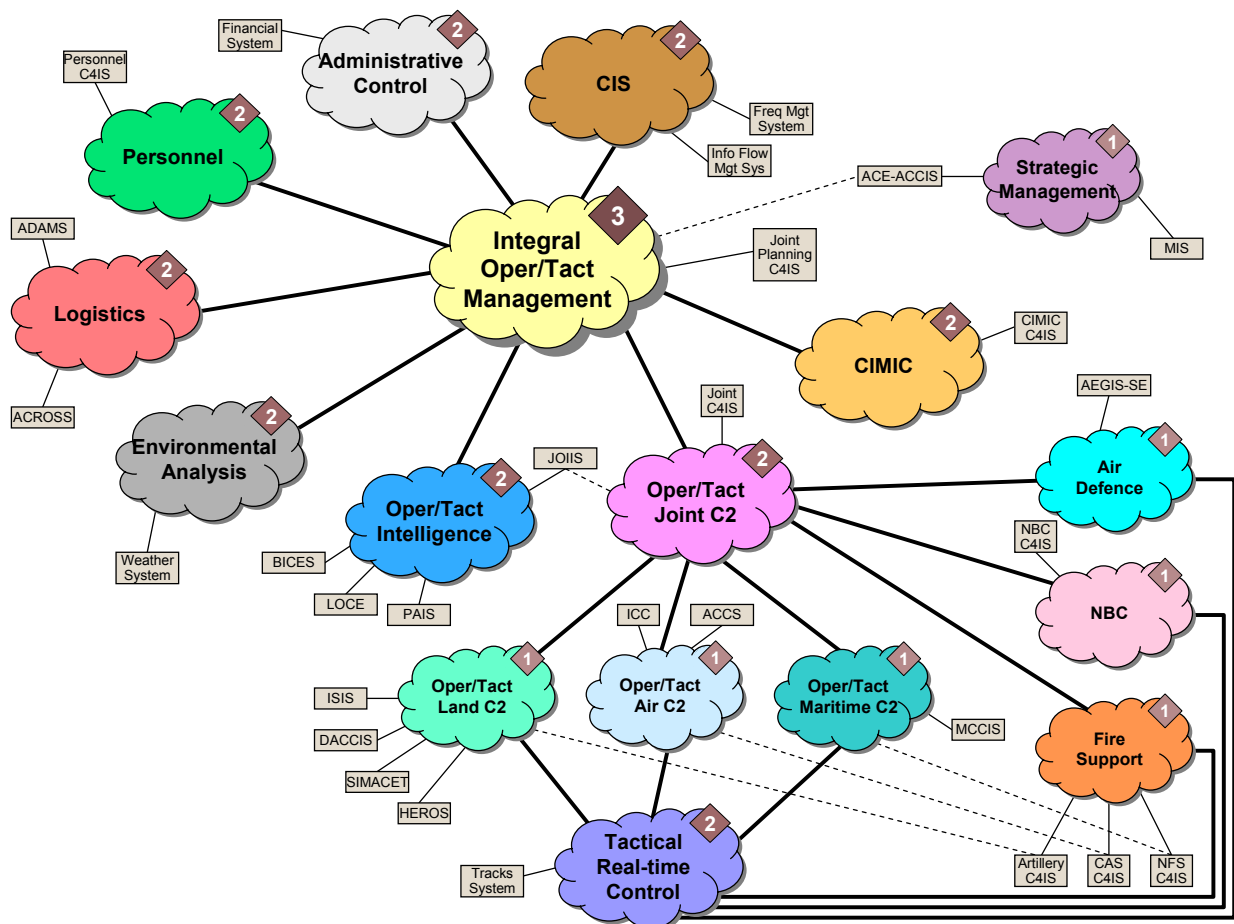 Financial
System
2
Administrative
Control
2
CIS
Personnel
C4IS
2
Personnel
Freq Mgt
System
Info Flow
Mgt Sys
1
Strategic
Management
ACE-ACCIS
MIS
3
Integral
Oper/Tact
Management
Joint
Planning
C4IS
ADAMS
2
Logistics
ACROSS
2
CIMIC
CIMIC
C4IS
2
Environmental
Analysis
Weather
System
Joint
C4IS
AEGIS-SE
JOIIS
2
Oper/Tact
Intelligence
BICES
LOCE
PAIS
2
Oper/Tact
Joint C2
1
Air
Defence
NBC
C4IS
1
NBC
ICC
ACCS
1
Oper/Tact
Land C2
ISIS
DACCIS
SIMACET
HEROS
1
Oper/Tact
Air C2
1
Oper/Tact
Maritime C2
MCCIS
1
Fire
Support
2
Tactical
Real-time
Control
Tracks
System
Artillery
C4IS
CAS
C4IS
NFS
C4IS